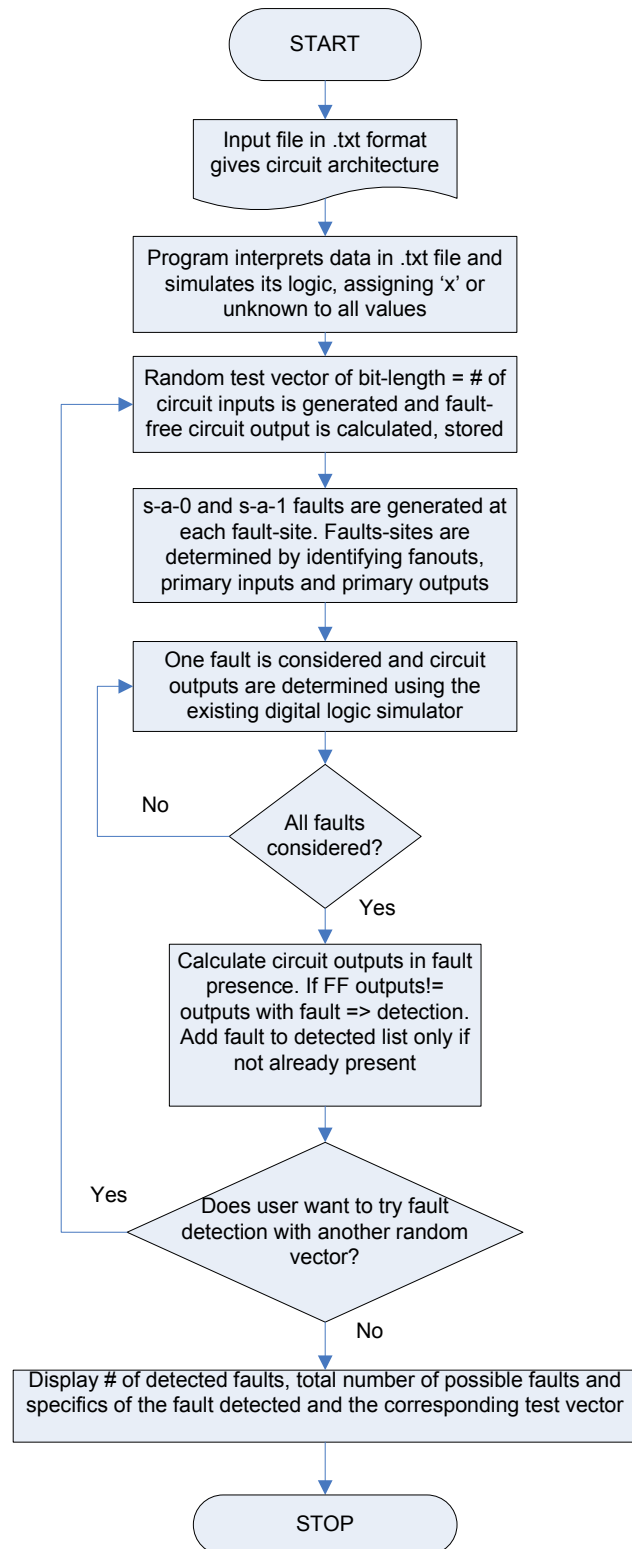 START
Input file in .txt format
gives circuit architecture
Program interprets data in .txt file and
simulates its logic, assigning ‘x’ or
unknown to all values
Random test vector of bit-length = # of
circuit inputs is generated and fault-
free circuit output is calculated, stored
s-a-0 and s-a-1 faults are generated at
each fault-site. Faults-sites are
determined by identifying fanouts,
primary inputs and primary outputs
One fault is considered and circuit
outputs are determined using the
existing digital logic simulator
No
All faults
considered?
Yes
Calculate circuit outputs in fault
presence. If FF outputs!=
outputs with fault => detection.
Add fault to detected list only if
not already present
Yes
Does user want to try fault
detection with another random
vector?
No
Display # of detected faults, total number of possible faults and
specifics of the fault detected and the corresponding test vector
STOP